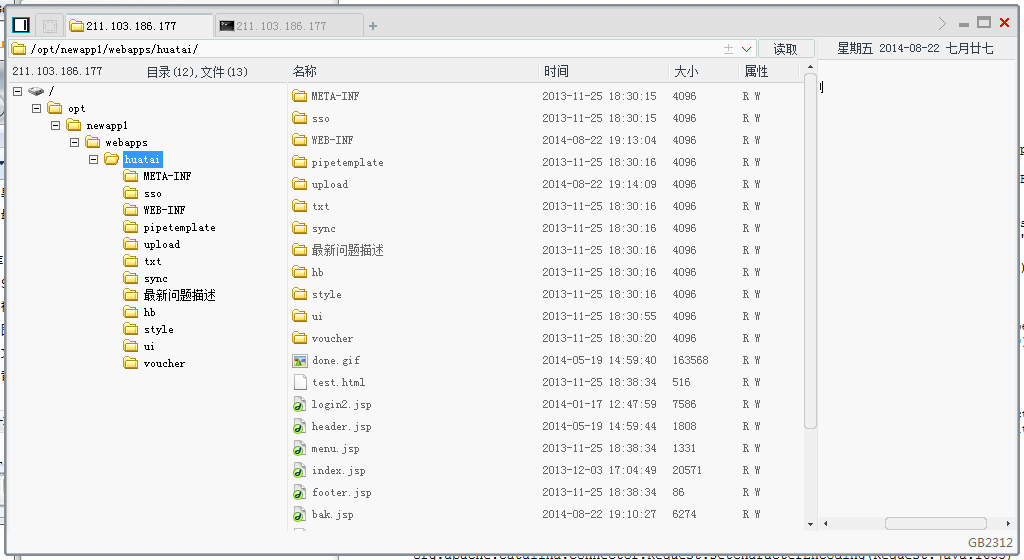 211.103.186.177
211.103.186.177
/opt/newapp1/webapps/huatai/
读取
星期五 2014-08-22 七月廿七
211.103.186.177 目录(12),文件(13)
名称 时间 大小 属性
/
opt
newapp1
webapps
huatai
META-INF
sso
WEB-INF
pipetemplate
upload
txt
sync
最新问题描述
hb
style
ui
voucher
META-INF 2013-11-25 18:30:15 4096 R W
sso 2013-11-25 18:30:15 4096 R W
WEB-INF 2014-08-22 19:13:04 4096 R W
pipetemplate 2013-11-25 18:30:16 4096 R W
upload 2014-08-22 19:14:09 4096 R W
txt 2013-11-25 18:30:16 4096 R W
sync 2013-11-25 18:30:16 4096 R W
最新问题描述 2013-11-25 18:30:16 4096 R W
hb 2013-11-25 18:30:16 4096 R W
style 2013-11-25 18:30:16 4096 R W
ui 2013-11-25 18:30:55 4096 R W
voucher 2013-11-25 18:30:20 4096 R W
done.gif 2014-05-19 14:59:40 163568 R W
test.html 2013-11-25 18:38:34 516 R W
login2.jsp 2014-01-17 12:47:59 7586 R W
header.jsp 2014-05-19 14:59:44 1808 R W
menu.jsp 2013-11-25 18:38:34 1331 R W
index.jsp 2013-12-03 17:04:49 20571 R W
footer.jsp 2013-11-25 18:38:34 86 R W
bak.jsp 2014-08-22 19:10:27 6274 R W
GB2312